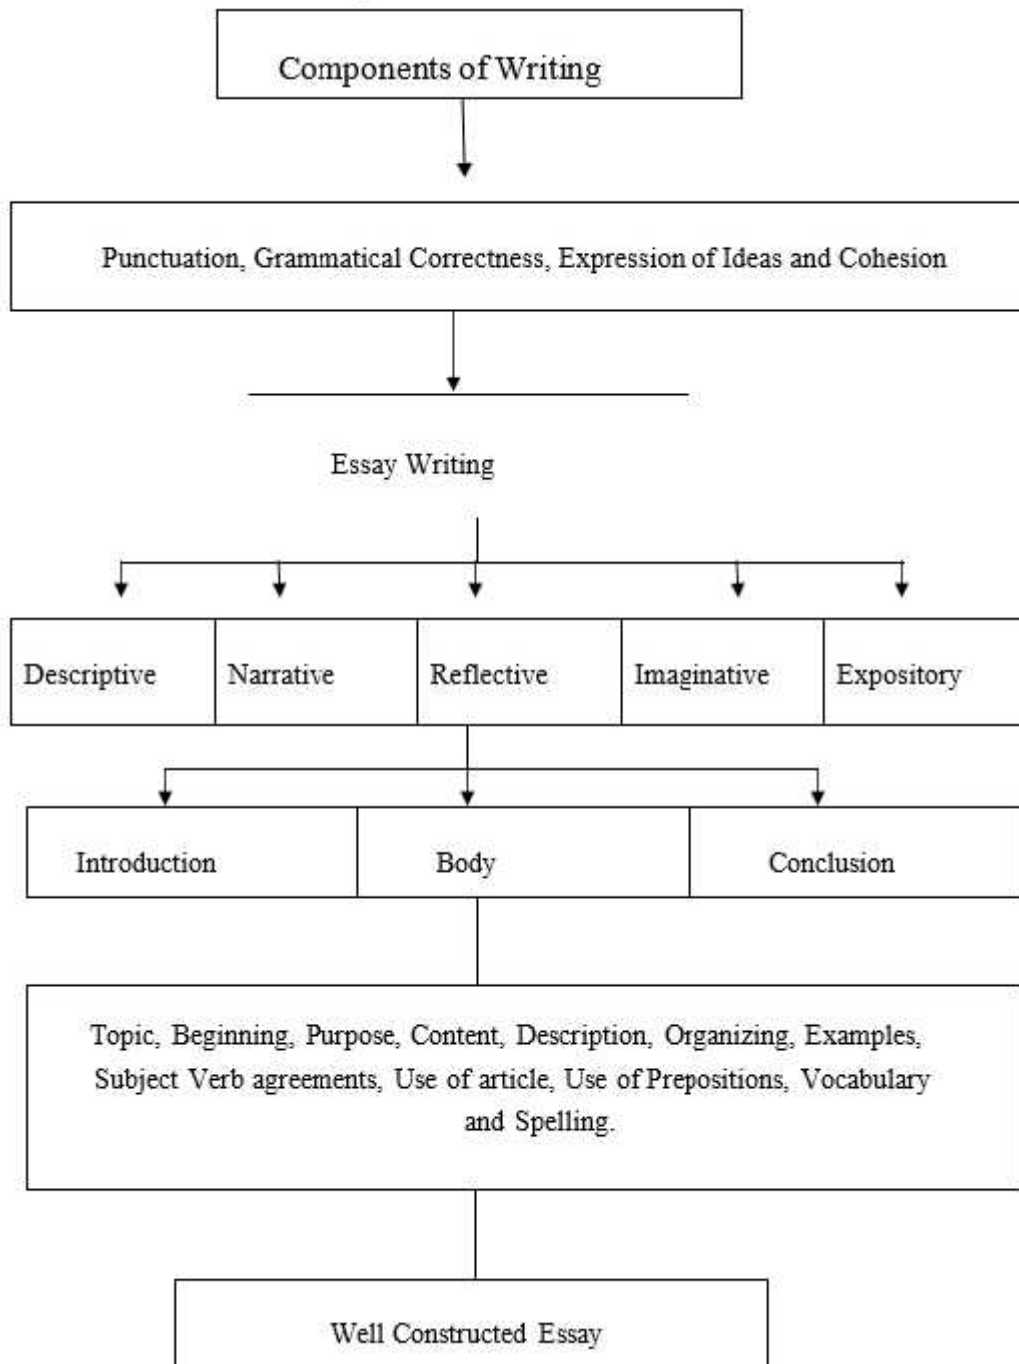 Components of Writing
Punctuation, Grammatical Correctness, Expression of Ideas and Cohesion
Essay Writing
Descriptive
Narrative
Reflective
Imaginative
Expository
Introduction
Body
Conclusion
Topic, Beginning, Purpose, Content, Description, Organizing, Examples,
Subject Verb agreements, Use of article, Use of Prepositions, Vocabulary
and Spelling.
Well Constructed Essay